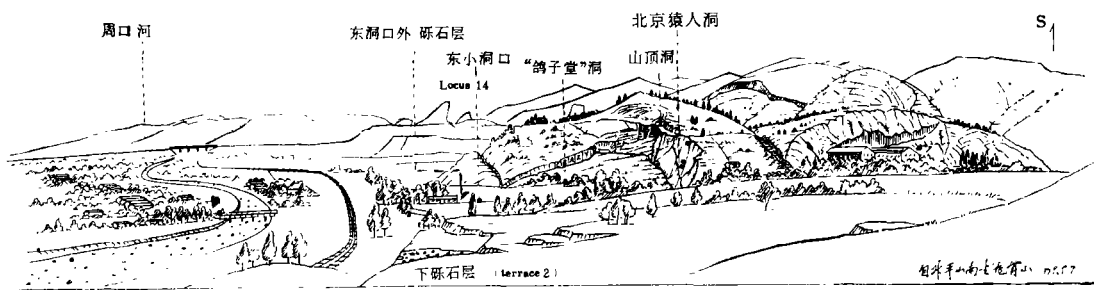 周口河
东洞口外 砾石层
东小洞口
Locus 14
“鸽子堂”洞
山顶洞
北京猿人洞
S
下砾石层 (terrace 2)